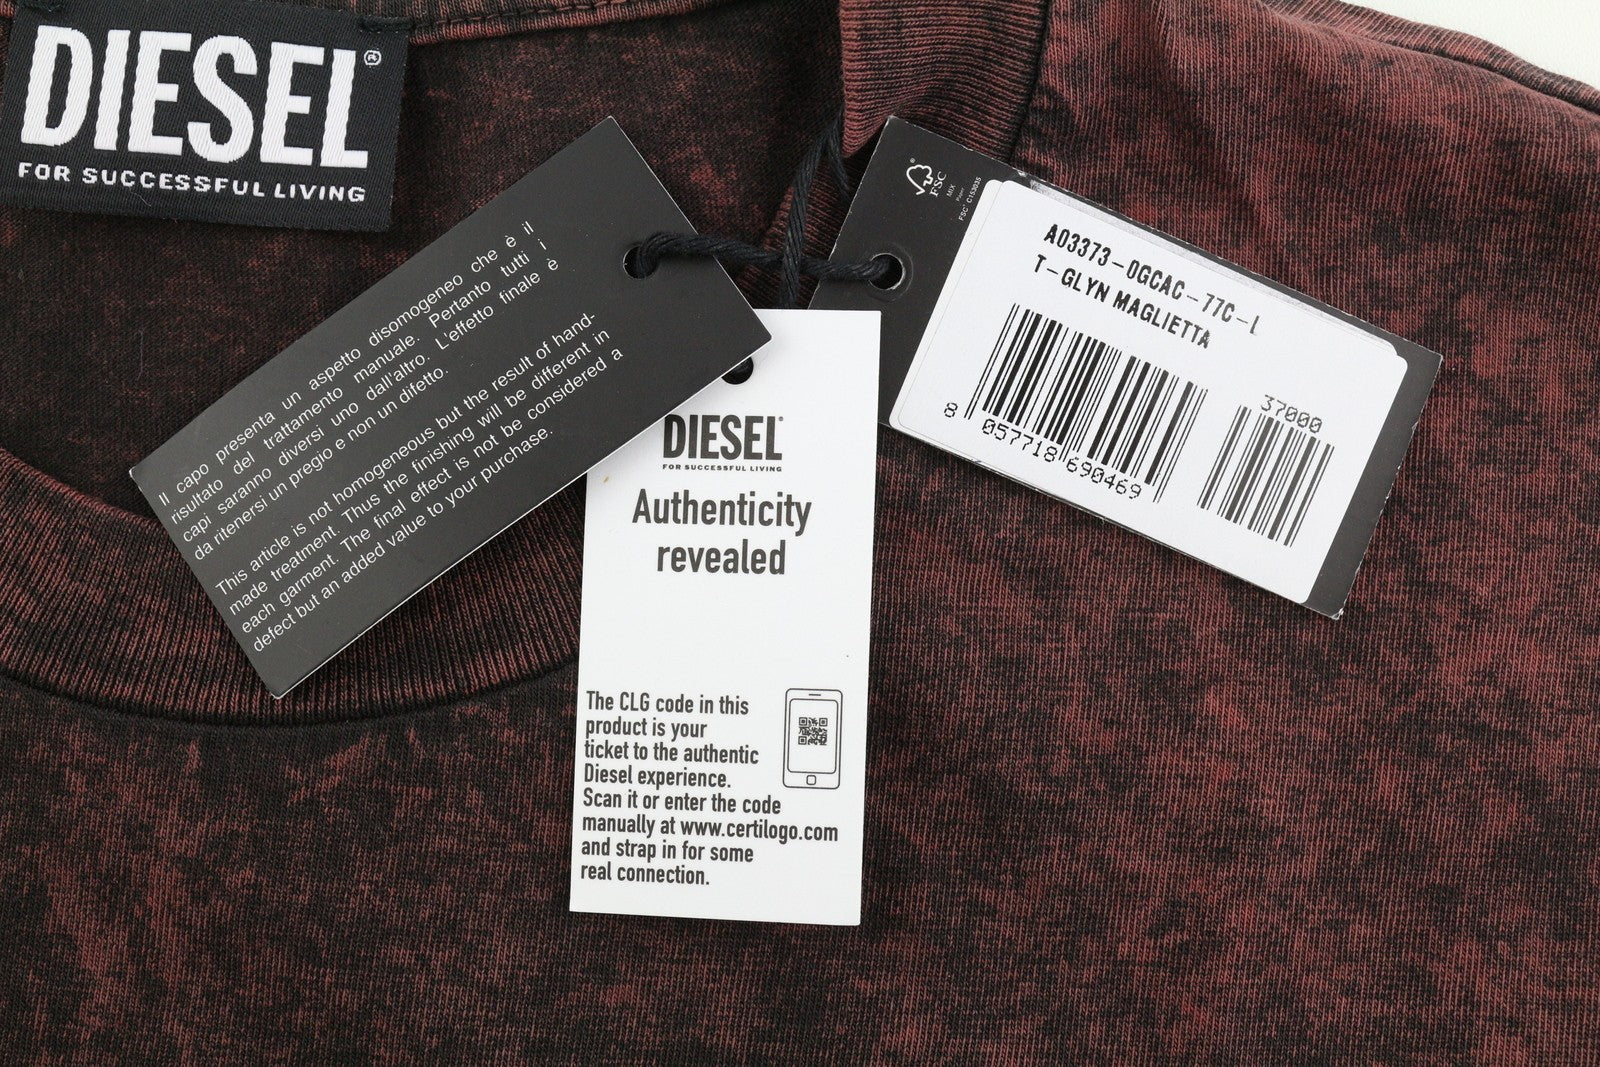 DIESEL®
FOR SUCCESSFUL LIVING
Il capo presenta un aspetto disomogeneo che è il
risultato del trattamento manuale. Pertanto tutti i
capi saranno diversi uno dall'altro. L'effetto finale è
da ritenersi un pregio e non un difetto.
This article is not homogeneous but the result of hand-
made treatment. Thus the finishing will be different in
each garment. The final effect is not be considered a
defect but an added value to your purchase.
DIESEL®
FOR SUCCESSFUL LIVING
Authenticity
revealed
The CLG code in this
product is your
ticket to the authentic
Diesel experience.
Scan it or enter the code
manually at www.certilogo.com
and strap in for some
real connection.
FSC
MIX
Paper
FSC® C153035
A03373-0GCAC-77C-L
T-GLYN MAGLIETTA
37000
8 057718 690469